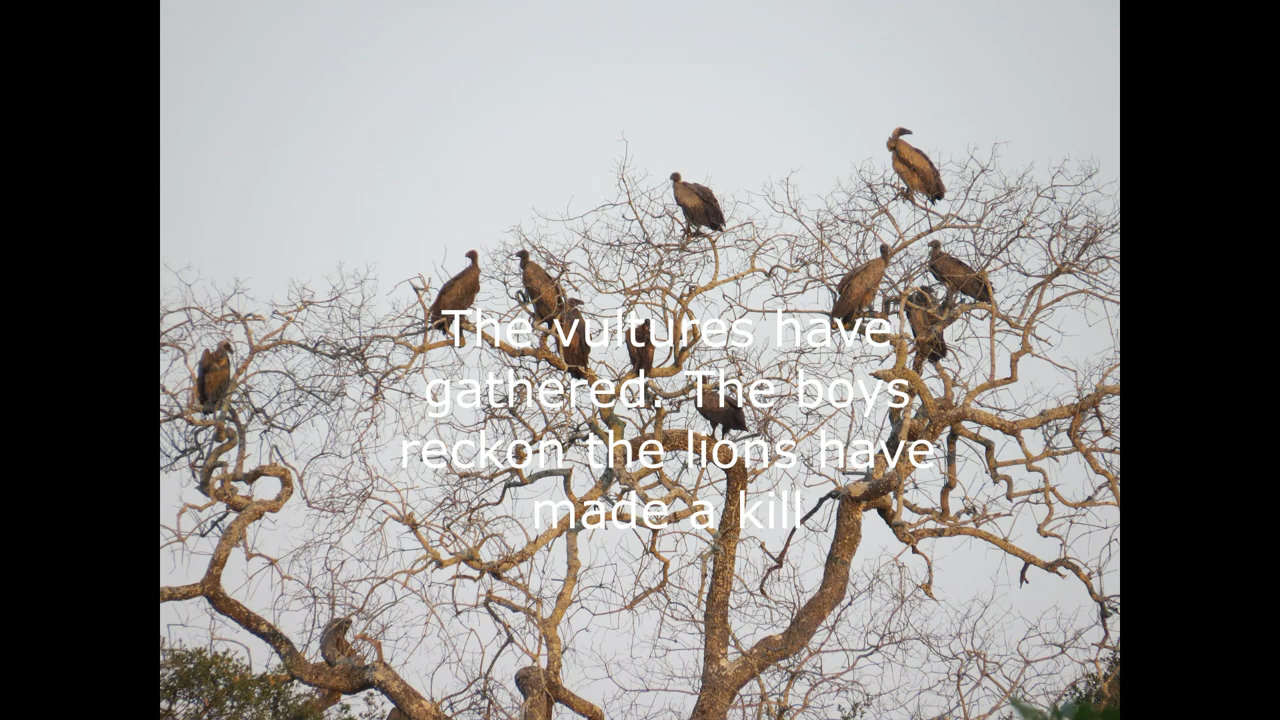 The vultures have
gathered. The boys
reckon the lions have
made a kill